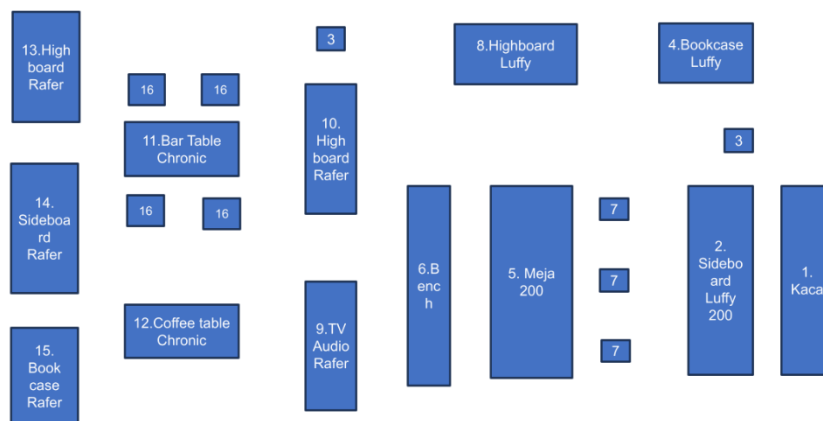 13.High
board
Rafer
3
8.Highboard
Luffy
4.Bookcase
Luffy
16
16
10.
High
board
Rafer
11.Bar Table
Chronic
3
14.
Sideboa
rd
Rafer
16
16
7
6.B
enc
h
5. Meja
200
7
2.
Sidebo
ard
Luffy
200
1.
Kaca
12.Coffee table
Chronic
9.TV
Audio
Rafer
7
15.
Book
case
Rafer